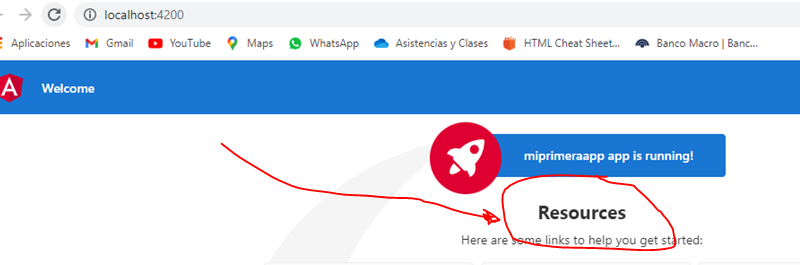 localhost:4200
Aplicaciones Gmail YouTube Maps WhatsApp Asistencias y Clases HTML Cheat Sheet... Banco Macro | Banc...
A Welcome
miprimeraapp app is running!
Resources
Here are some links to help you get started: